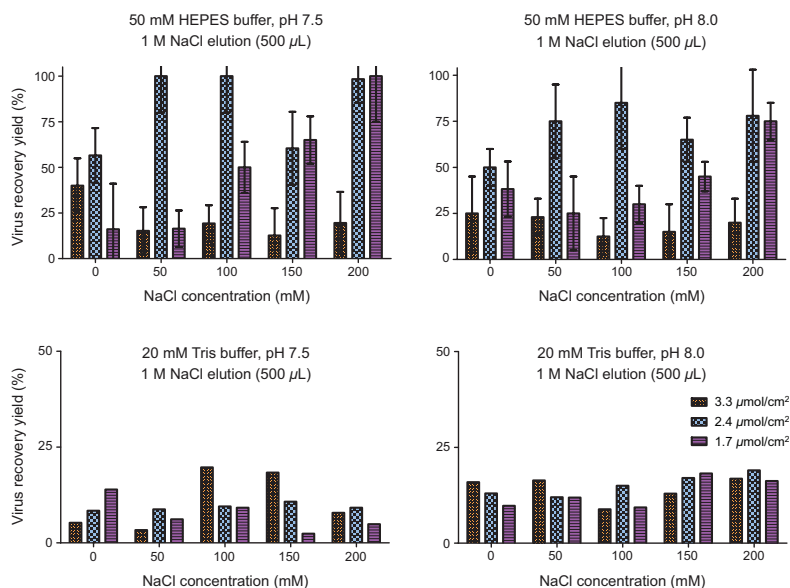 50 mM HEPES buffer, pH 7.5
1 M NaCl elution (500 µL)
Virus recovery yield (%)
100
75
50
25
0
0 50 100 150 200
NaCl concentration (mM)
50 mM HEPES buffer, pH 8.0
1 M NaCl elution (500 µL)
100
75
50
25
0
0 50 100 150 200
NaCl concentration (mM)
20 mM Tris buffer, pH 7.5
1 M NaCl elution (500 µL)
Virus recovery yield (%)
50
25
0
0 50 100 150 200
NaCl concentration (mM)
20 mM Tris buffer, pH 8.0
1 M NaCl elution (500 µL)
50
25
0
3.3 µmol/cm²
2.4 µmol/cm²
1.7 µmol/cm²
0 50 100 150 200
NaCl concentration (mM)